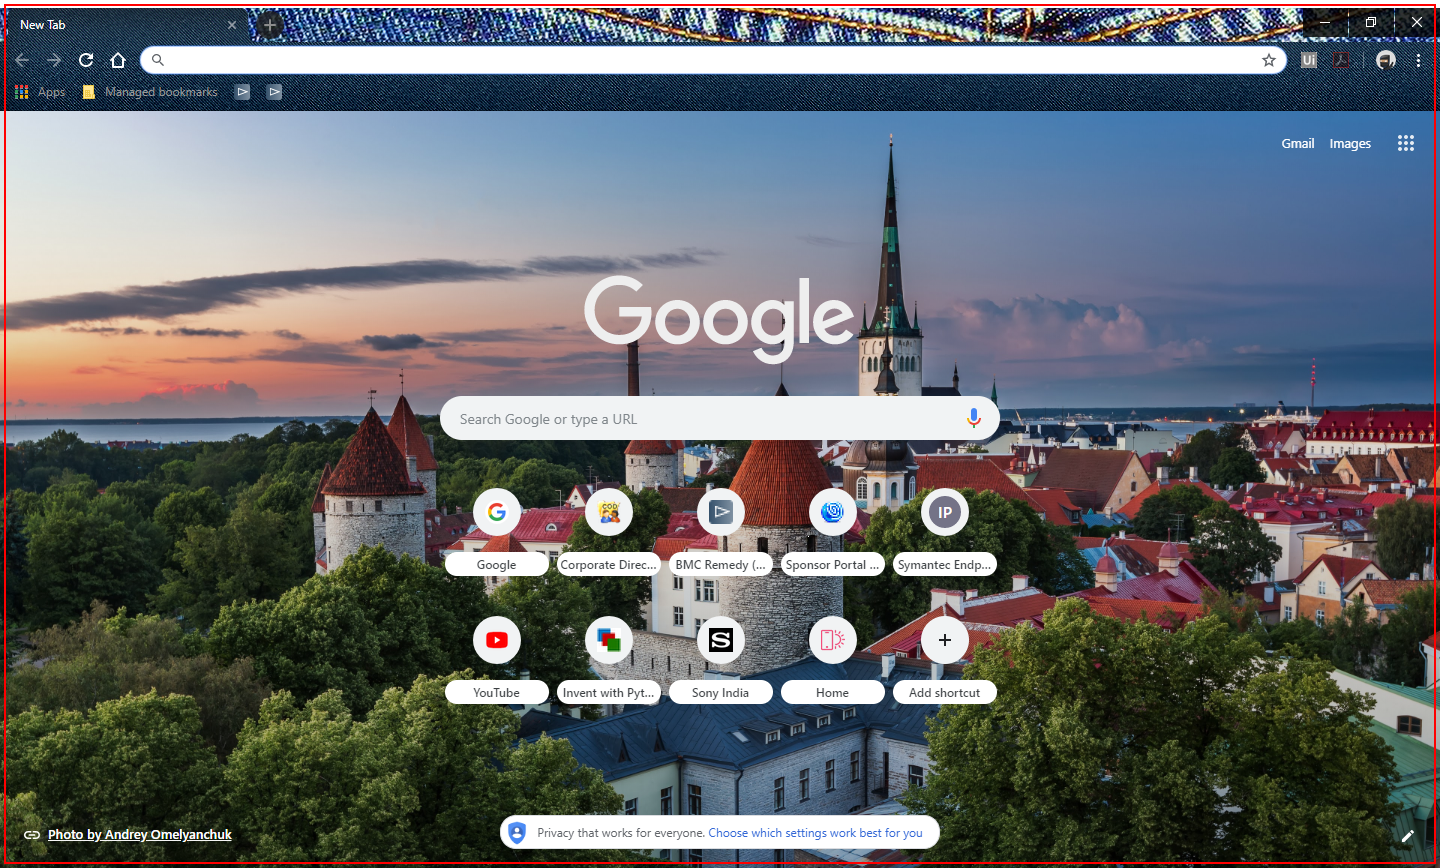 New Tab
Ui
Apps
Managed bookmarks
Gmail
Images
Google
Search Google or type a URL
IP
Google
Corporate Direc...
BMC Remedy (...
Sponsor Portal ...
Symantec Endp...
S
YouTube
Invent with Pyt...
Sony India
Home
Add shortcut
Photo by Andrey Omelyanchuk
Privacy that works for everyone. Choose which settings work best for you